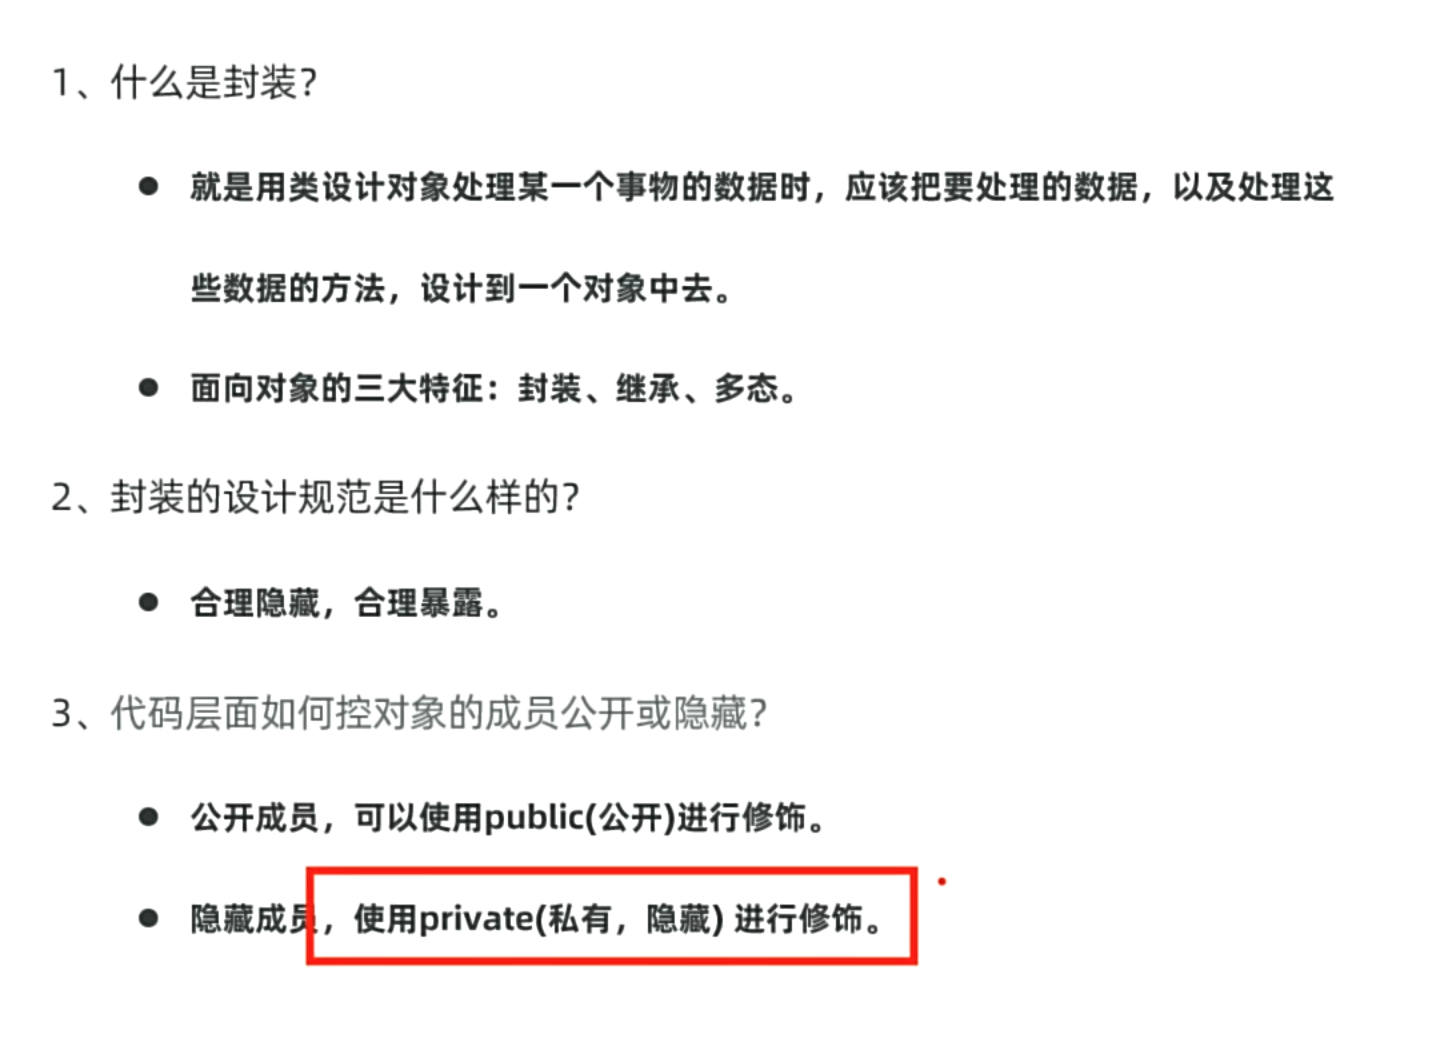 1、什么是封装？
● 就是用类设计对象处理某一个事物的数据时，应该把要处理的数据，以及处理这
些数据的方法，设计到一个对象中去。
● 面向对象的三大特征：封装、继承、多态。
2、封装的设计规范是什么样的？
● 合理隐藏，合理暴露。
3、代码层面如何控对象的成员公开或隐藏？
● 公开成员，可以使用public(公开)进行修饰。
● 隐藏成员，使用private(私有，隐藏) 进行修饰。